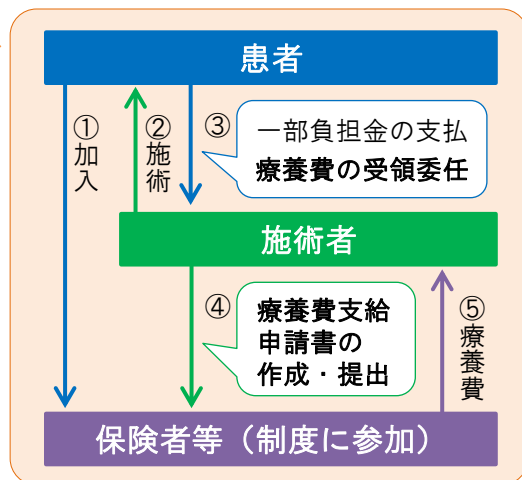 患者
①加入
②施術
③
一部負担金の支払
療養費の受領委任
施術者
④
療養費支給
申請書の
作成・提出
⑤療養費
保険者等（制度に参加）